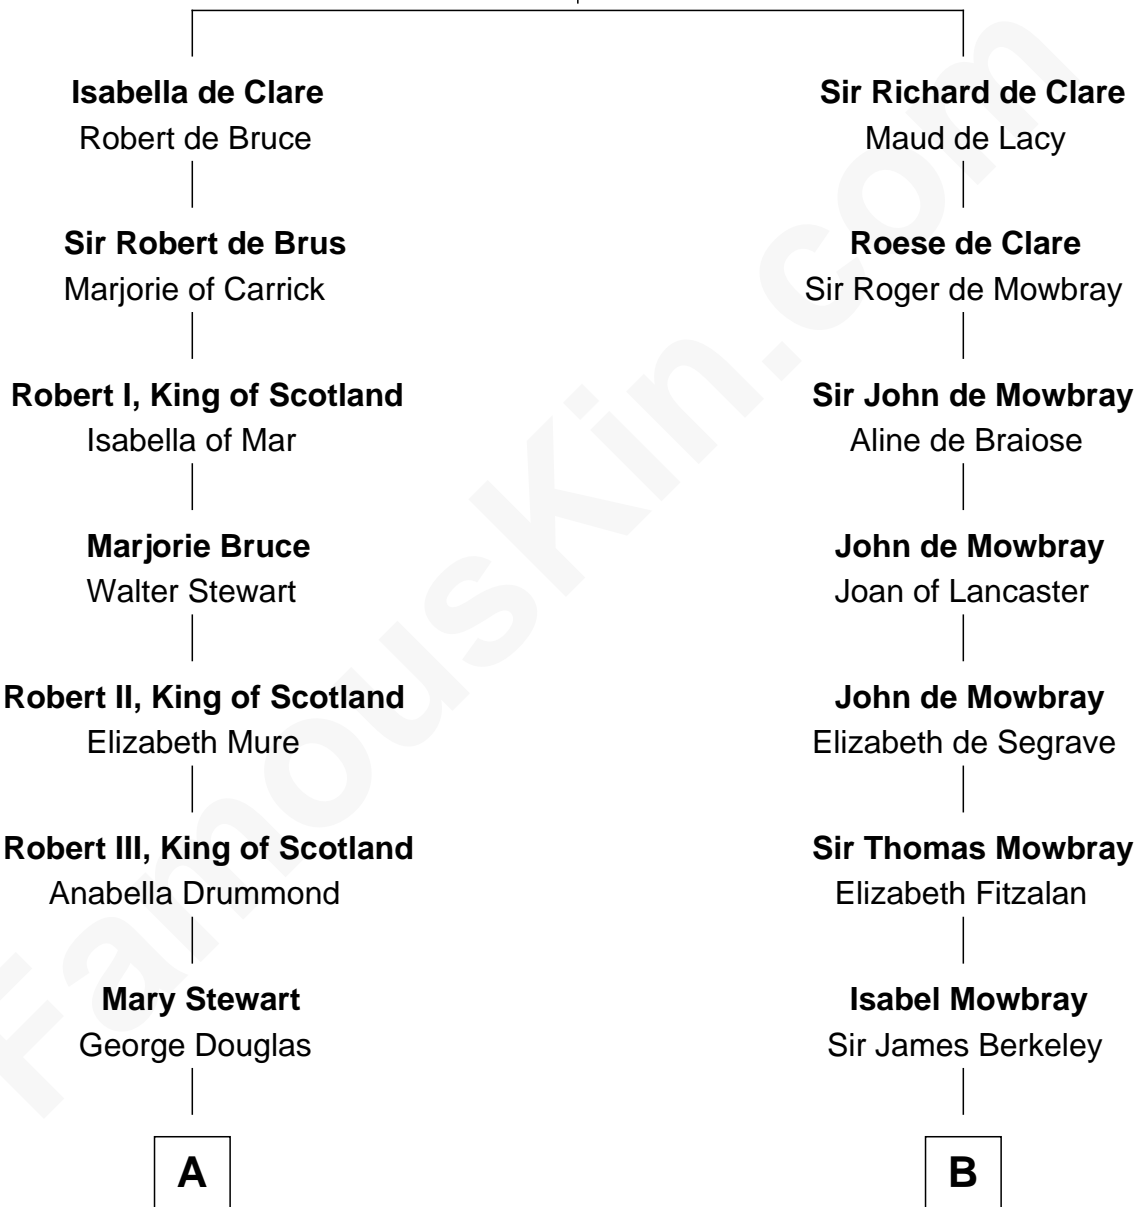 Isabella de Clare
Robert de Bruce
Sir Robert de Brus
Marjorie of Carrick
Robert I, King of Scotland
Isabella of Mar
Marjorie Bruce
Walter Stewart
Robert II, King of Scotland
Elizabeth Mure
Robert III, King of Scotland
Anabella Drummond
Mary Stewart
George Douglas
A
Sir Richard de Clare
Maud de Lacy
Roese de Clare
Sir Roger de Mowbray
Sir John de Mowbray
Aline de Braiose
John de Mowbray
Joan of Lancaster
John de Mowbray
Elizabeth de Segrave
Sir Thomas Mowbray
Elizabeth Fitzalan
Isabel Mowbray
Sir James Berkeley
B
FamousKin.com